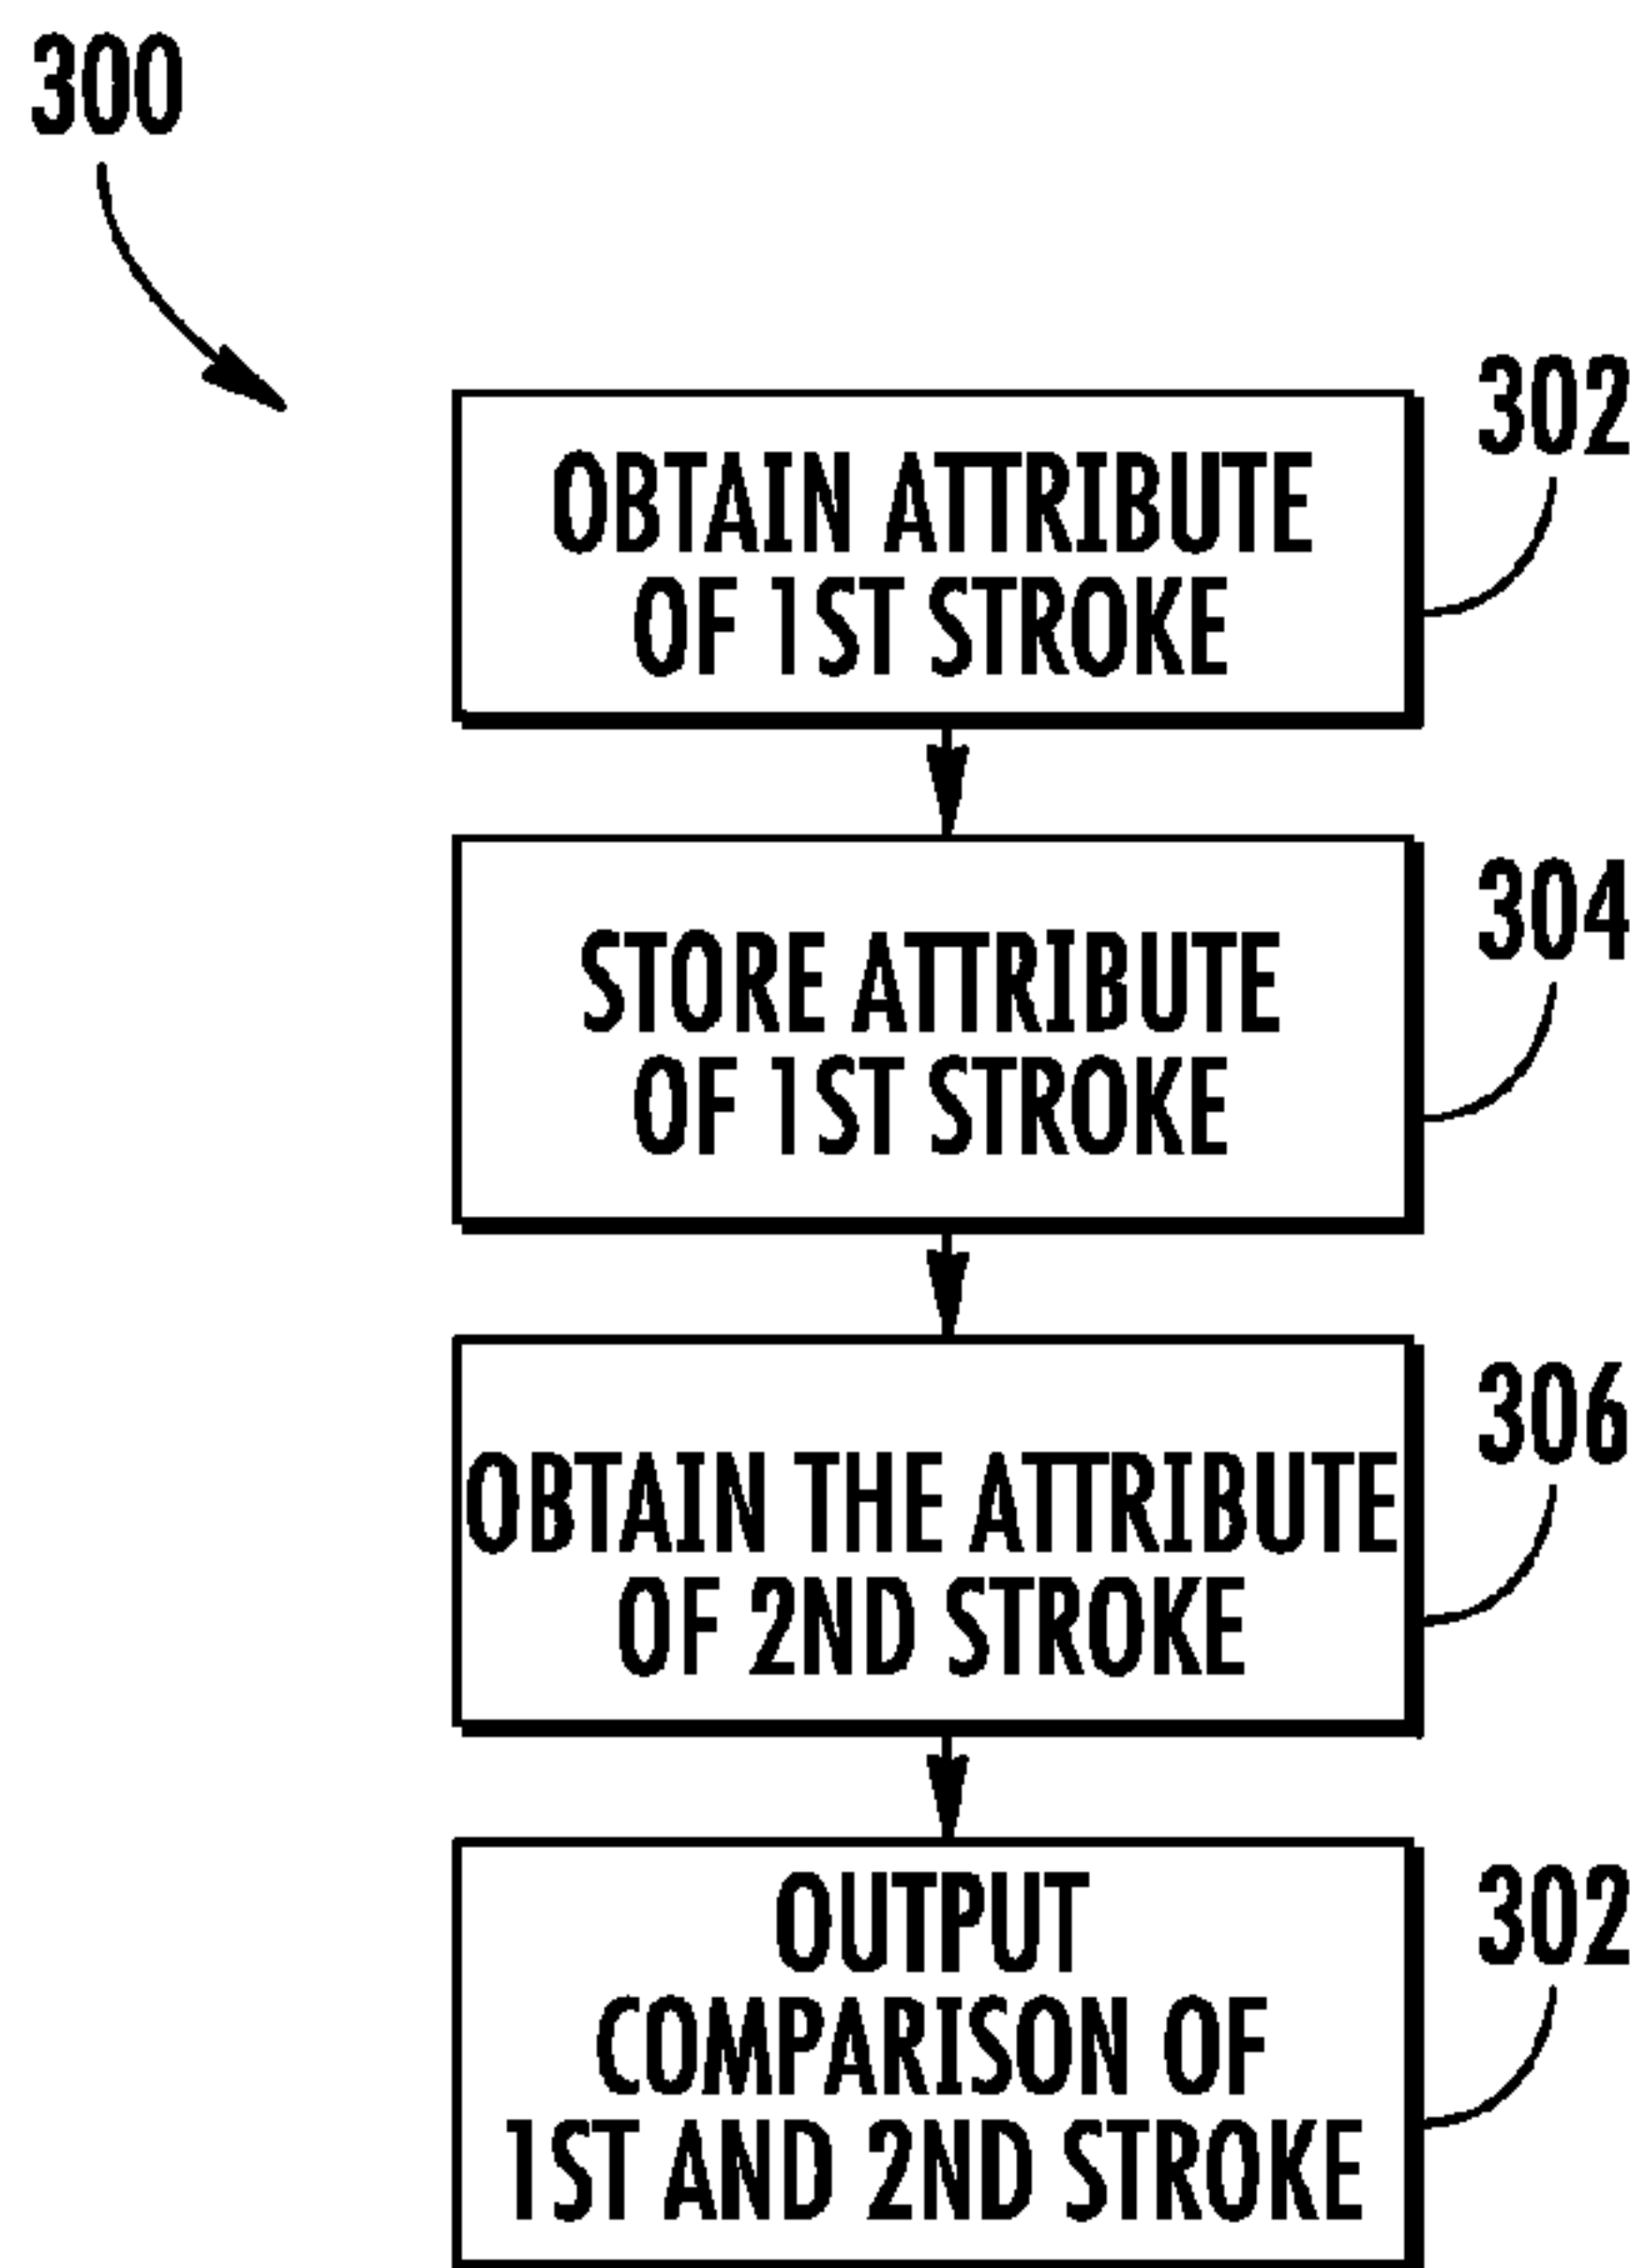 300
302
OBTAIN ATTRIBUTE
OF 1ST STROKE
304
STORE ATTRIBUTE
OF 1ST STROKE
306
OBTAIN THE ATTRIBUTE
OF 2ND STROKE
302
OUTPUT
COMPARISON OF
1ST AND 2ND STROKE